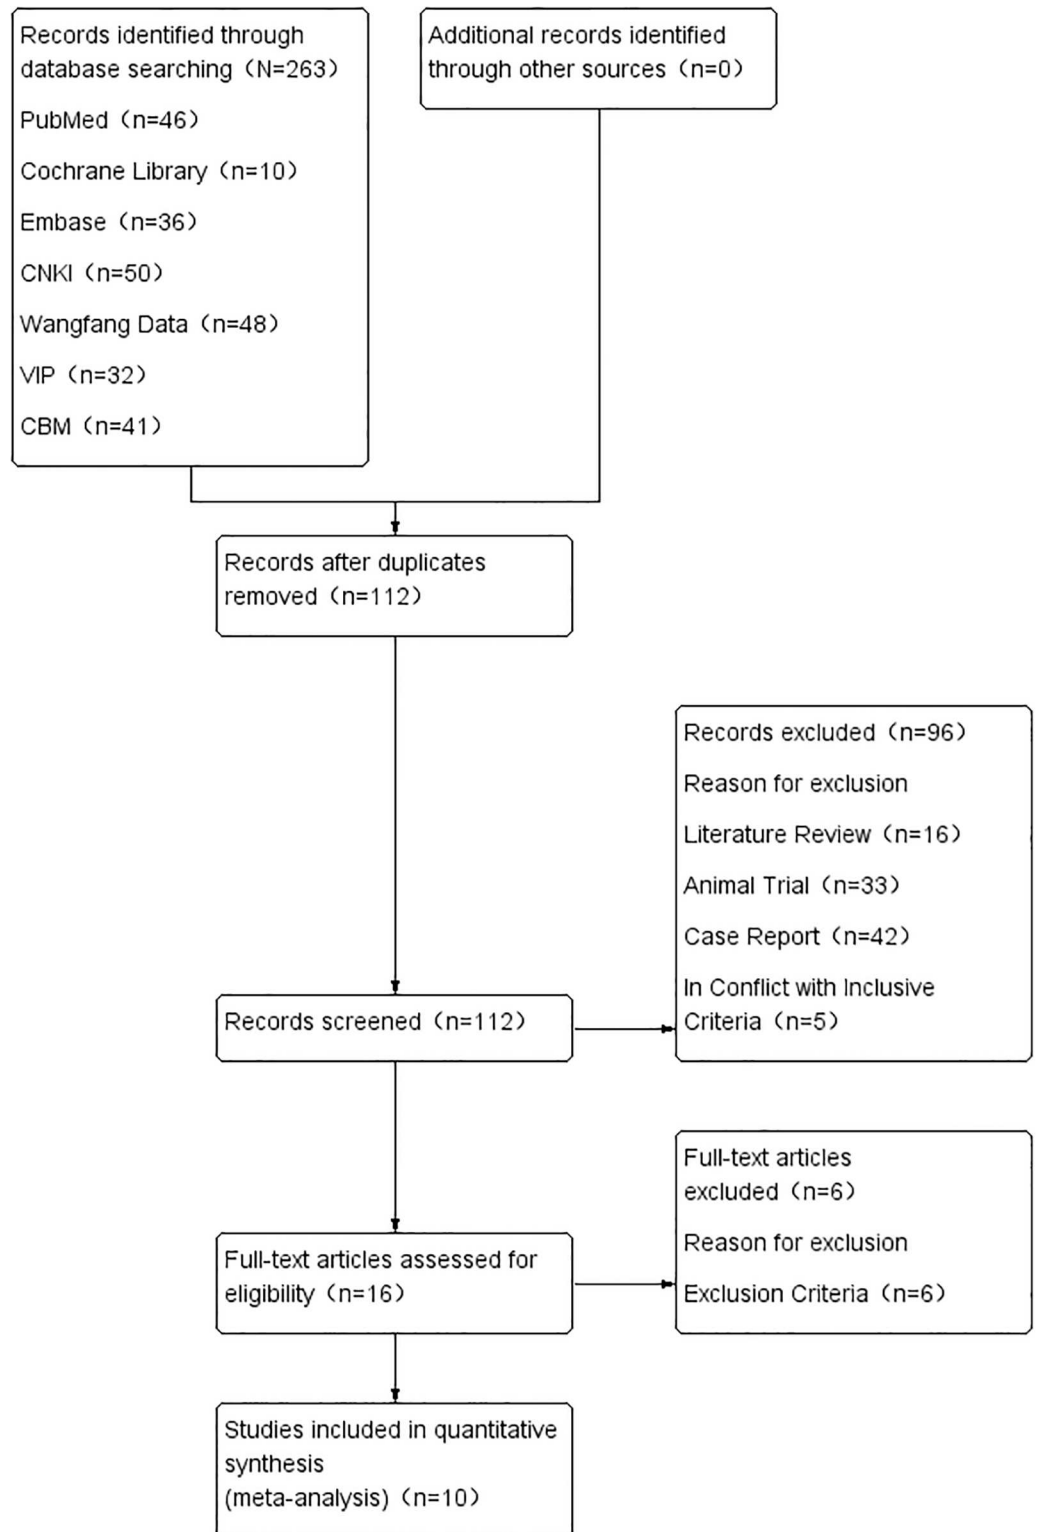 Records identified through
database searching（N=263）
PubMed（n=46）
Cochrane Library（n=10）
Embase（n=36）
CNKI（n=50）
Wangfang Data（n=48）
VIP（n=32）
CBM（n=41）
Additional records identified
through other sources（n=0）
Records after duplicates
removed（n=112）
Records excluded（n=96）
Reason for exclusion
Literature Review（n=16）
Animal Trial（n=33）
Case Report（n=42）
In Conflict with Inclusive
Criteria（n=5）
Records screened（n=112）
Full-text articles
excluded（n=6）
Reason for exclusion
Exclusion Criteria（n=6）
Full-text articles assessed for
eligibility（n=16）
Studies included in quantitative
synthesis
(meta-analysis)（n=10）